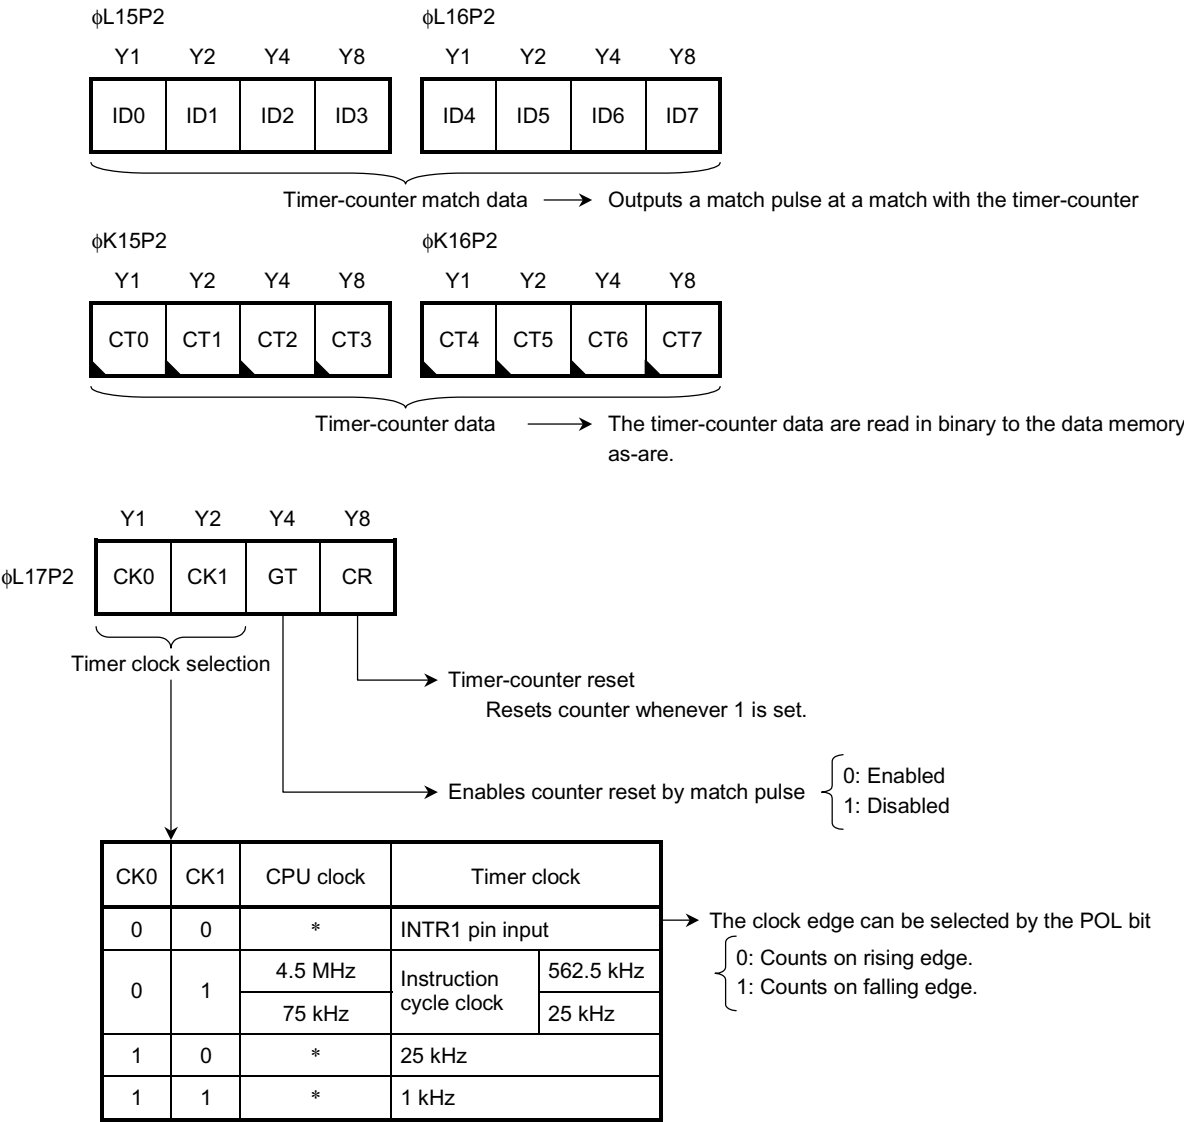 ϕL15P2 ϕL16P2
Y1 Y2 Y4 Y8 Y1 Y2 Y4 Y8
ID0 ID1 ID2 ID3 ID4 ID5 ID6 ID7
Timer-counter match data Outputs a match pulse at a match with the timer-counter
ϕK15P2 ϕK16P2
Y1 Y2 Y4 Y8 Y1 Y2 Y4 Y8
CT0 CT1 CT2 CT3 CT4 CT5 CT6 CT7
Timer-counter data The timer-counter data are read in binary to the data memory
as-are.
Y1 Y2 Y4 Y8
ϕL17P2 CK0 CK1 GT CR
Timer clock selection
Timer-counter reset
Resets counter whenever 1 is set.
Enables counter reset by match pulse
0: Enabled
1: Disabled
CK0 CK1 CPU clock Timer clock
0 0 * INTR1 pin input
The clock edge can be selected by the POL bit
0: Counts on rising edge.
1: Counts on falling edge.
0 1 4.5 MHz Instruction 562.5 kHz
75 kHz cycle clock 25 kHz
1 0 * 25 kHz
1 1 * 1 kHz